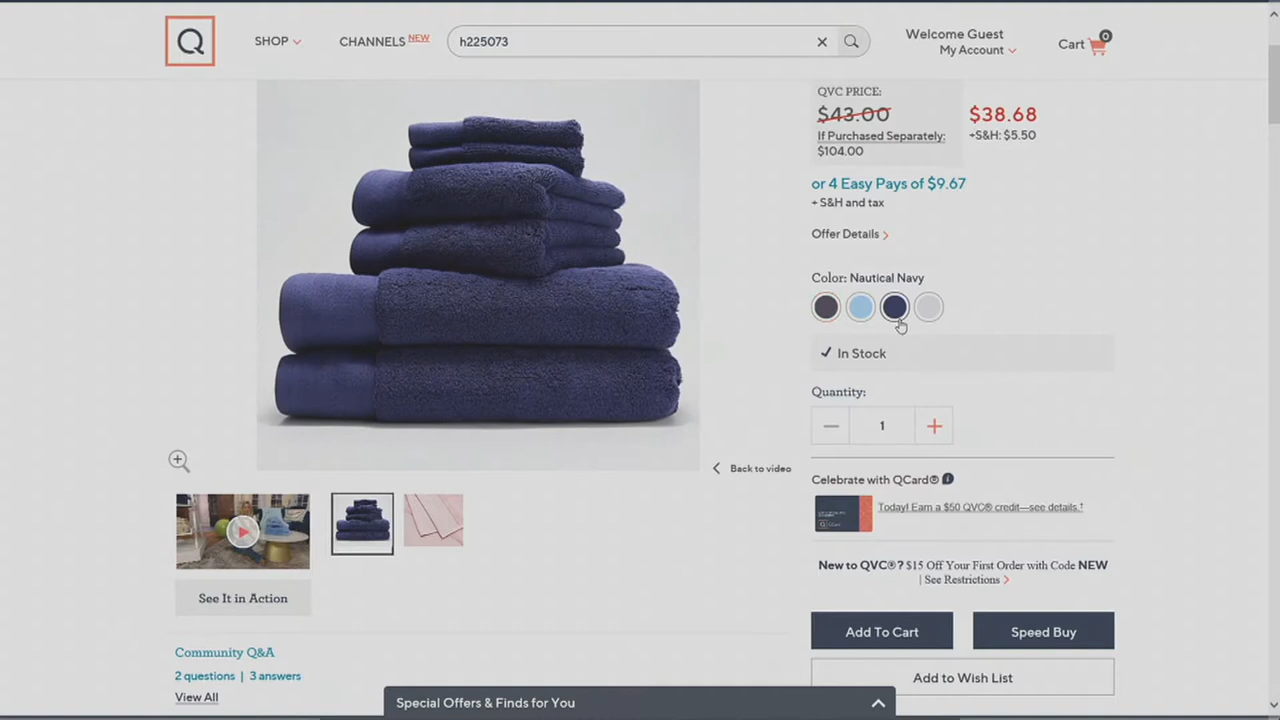 Q
SHOP
CHANNELS NEW
h225073
Welcome Guest
My Account
Cart 0
QVC PRICE:
$43.00
If Purchased Separately:
$104.00
$38.68
+S&H: $5.50
or 4 Easy Pays of $9.67
+ S&H and tax
Offer Details
Color: Nautical Navy
In Stock
Quantity:
1
Back to video
Celebrate with QCard®
Today! Earn a $50 QVC® credit—see details.†
See It in Action
New to QVC®? $15 Off Your First Order with Code NEW
| See Restrictions
Add To Cart
Speed Buy
Community Q&A
2 questions | 3 answers
View All
Add to Wish List
Special Offers & Finds for You